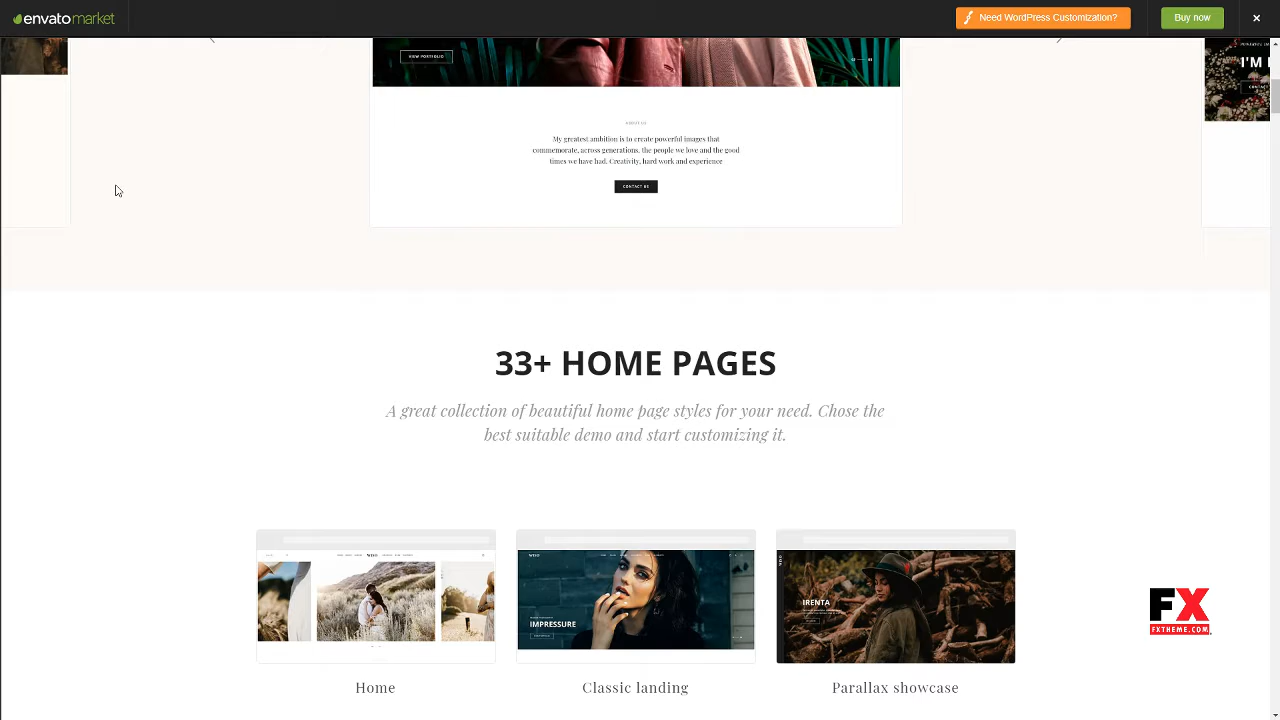 envatomarket
Need WordPress Customization?
Buy now
VIEW PORTFOLIO
I'M
CONTACT
ABOUT US
My greatest ambition is to create powerful images that
commemorate, across generations, the people we love and the good
times we have had. Creativity, hard work and experience
CONTACT US
33+ HOME PAGES
A great collection of beautiful home page styles for your need. Chose the
best suitable demo and start customizing it.
WISO
IMPRESSURE
IRENTA
FX
FXTHEME.COM
Home
Classic landing
Parallax showcase